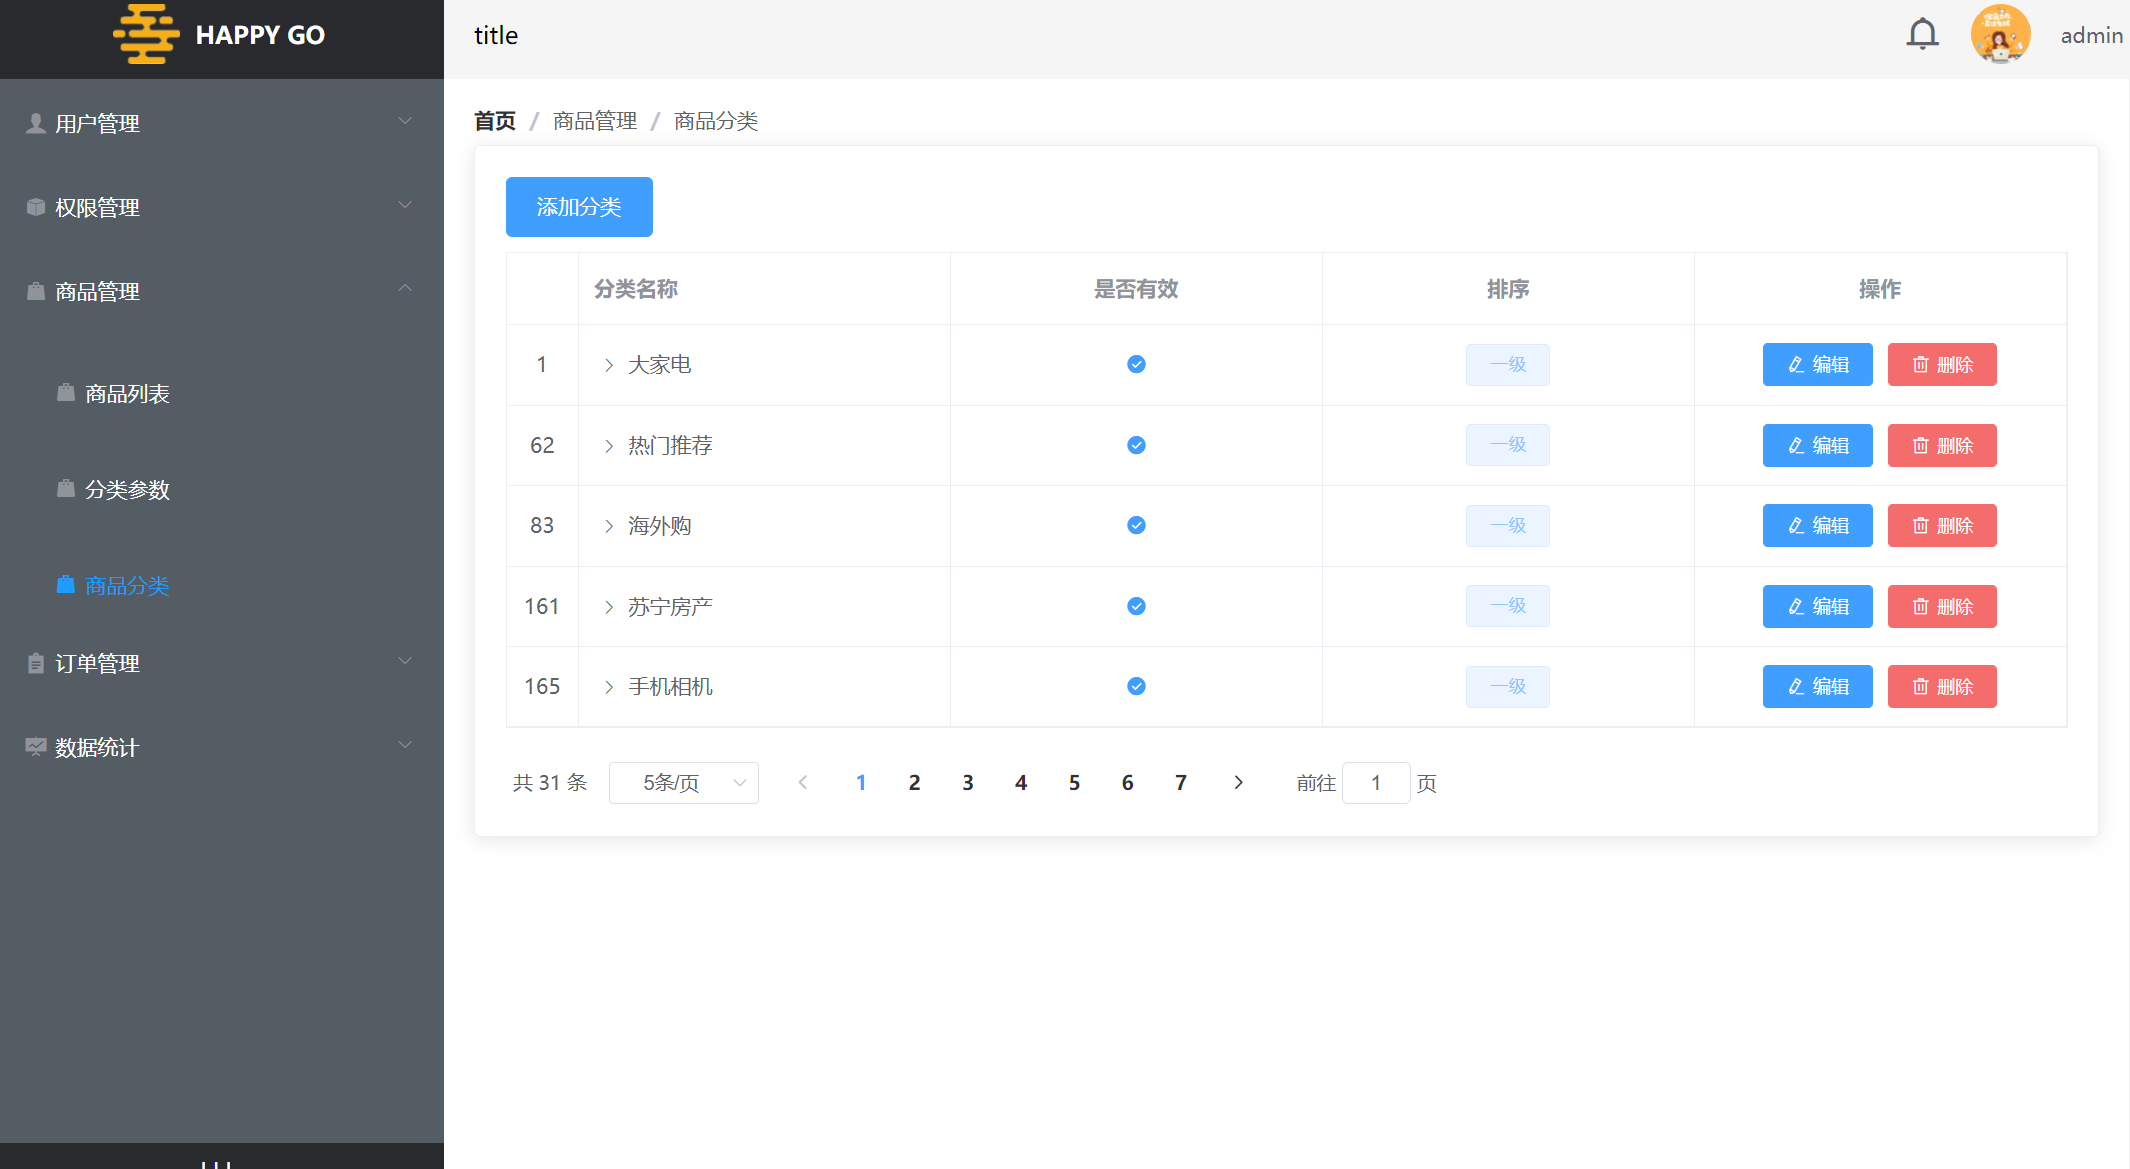 HAPPY GO
title
admin
用户管理
权限管理
商品管理
商品列表
分类参数
商品分类
订单管理
数据统计
首页 / 商品管理 / 商品分类
添加分类
分类名称 是否有效 排序 操作
1 大家电 一级 编辑 删除
62 热门推荐 一级 编辑 删除
83 海外购 一级 编辑 删除
161 苏宁房产 一级 编辑 删除
165 手机相机 一级 编辑 删除
共 31 条 5条/页 1 2 3 4 5 6 7 前往 1 页